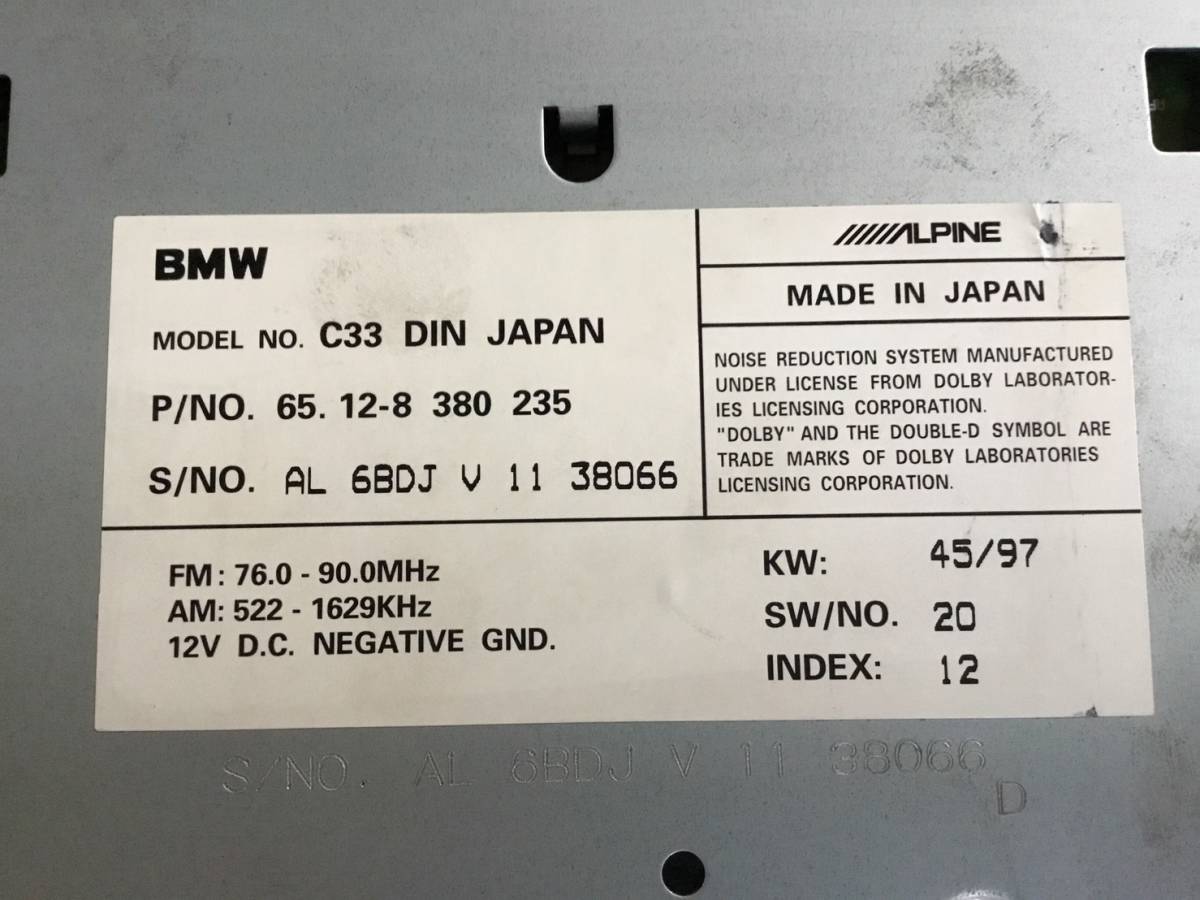 BMW
MODEL NO. C33 DIN JAPAN
P/NO. 65. 12-8 380 235
S/NO. AL 6BDJ V 11 38066
ALPINE
MADE IN JAPAN
NOISE REDUCTION SYSTEM MANUFACTURED
UNDER LICENSE FROM DOLBY LABORATOR-
IES LICENSING CORPORATION.
"DOLBY" AND THE DOUBLE-D SYMBOL ARE
TRADE MARKS OF DOLBY LABORATORIES
LICENSING CORPORATION.
FM: 76.0 - 90.0MHz
AM: 522 - 1629KHz
12V D.C. NEGATIVE GND.
KW: 45/97
SW/NO. 20
INDEX: 12
S/NO. AL 6BDJ V 11 38066
D